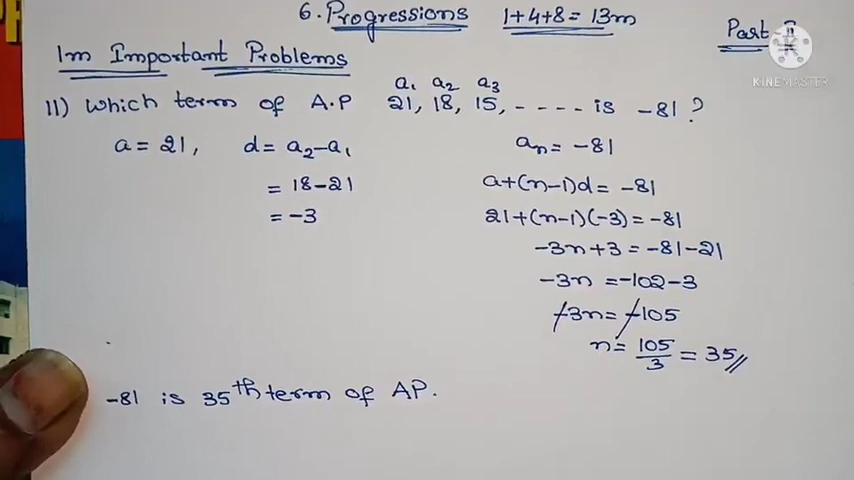 6. Progressions 1+4+8 = 13m
Part
KINEMASTER
1m Important Problems
a₁ a₂ a₃
11) Which term of A.P 21, 18, 15, - - - - is -81?
a = 21, d = a₂-a₁
= 18-21
= -3
aₙ = -81
a+(n-1)d = -81
21+(n-1)(-3) = -81
-3n+3 = -81-21
-3n = -102-3
-3n = -105
n = 105/3 = 35//
-81 is 35th term of AP.